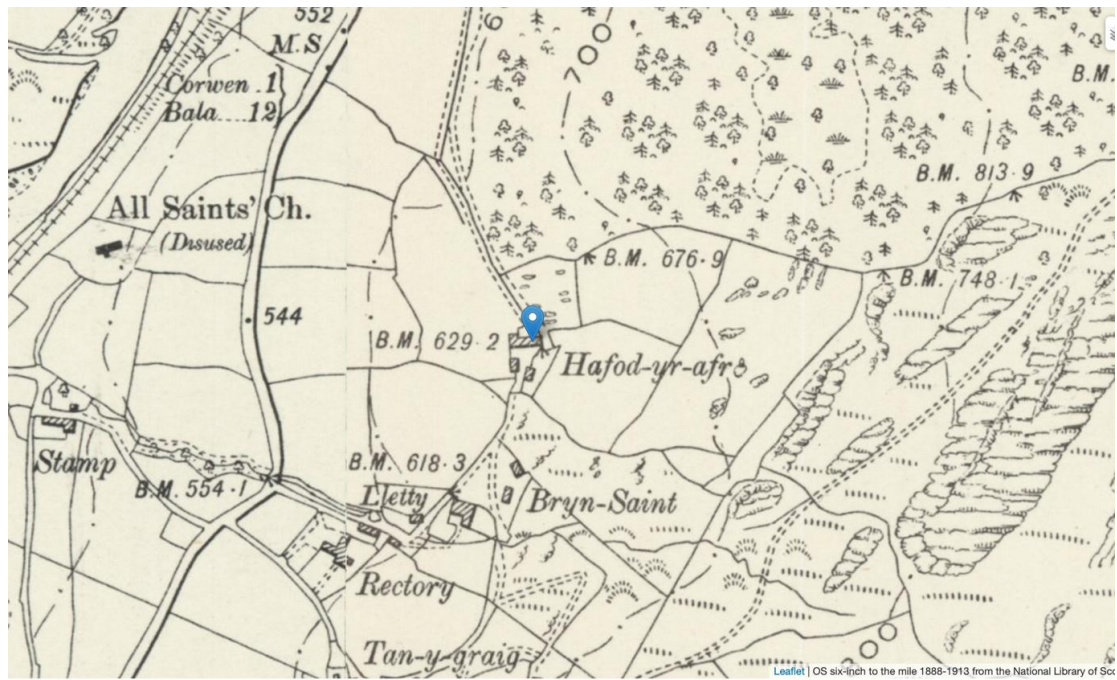 552
M.S
Corwen 1
Bala 12
B.M.
B.M. 813·9
All Saints' Ch.
(Disused)
B.M. 676·9
B.M. 748·1
544
B.M. 629·2
Hafod-yr-afr
Stamp
B.M. 618·3
B.M. 554·1
Lletty
Bryn-Saint
Rectory
Tan-y-graig
Leaflet | OS six-inch to the mile 1888-1913 from the National Library of Sco